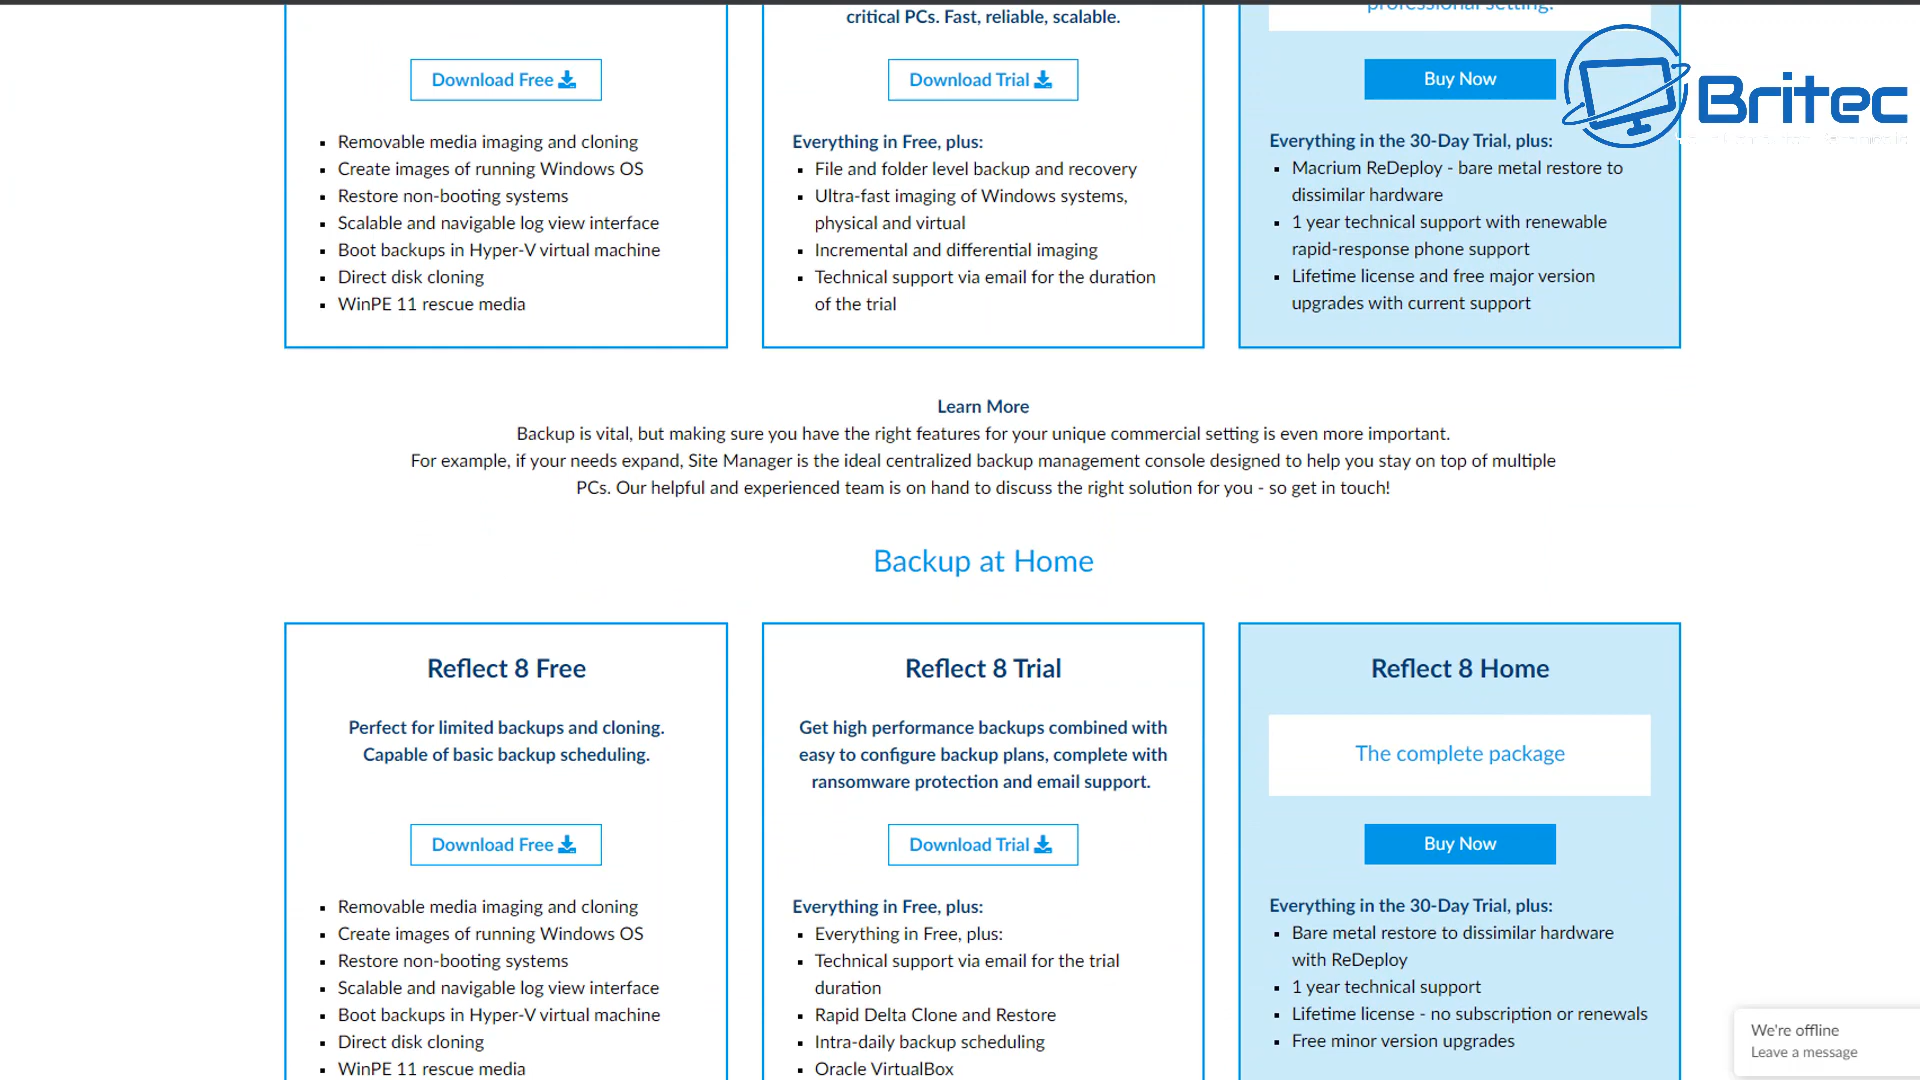 critical PCs. Fast, reliable, scalable.
professional setting.
Download Free
Download Trial
Buy Now
Britec
Removable media imaging and cloning
Create images of running Windows OS
Restore non-booting systems
Scalable and navigable log view interface
Boot backups in Hyper-V virtual machine
Direct disk cloning
WinPE 11 rescue media
Everything in Free, plus:
File and folder level backup and recovery
Ultra-fast imaging of Windows systems,
physical and virtual
Incremental and differential imaging
Technical support via email for the duration
of the trial
Everything in the 30-Day Trial, plus:
Macrium ReDeploy - bare metal restore to
dissimilar hardware
1 year technical support with renewable
rapid-response phone support
Lifetime license and free major version
upgrades with current support
Learn More
Backup is vital, but making sure you have the right features for your unique commercial setting is even more important.
For example, if your needs expand, Site Manager is the ideal centralized backup management console designed to help you stay on top of multiple
PCs. Our helpful and experienced team is on hand to discuss the right solution for you - so get in touch!
Backup at Home
Reflect 8 Free
Perfect for limited backups and cloning.
Capable of basic backup scheduling.
Download Free
Removable media imaging and cloning
Create images of running Windows OS
Restore non-booting systems
Scalable and navigable log view interface
Boot backups in Hyper-V virtual machine
Direct disk cloning
WinPE 11 rescue media
Reflect 8 Trial
Get high performance backups combined with
easy to configure backup plans, complete with
ransomware protection and email support.
Download Trial
Everything in Free, plus:
Everything in Free, plus:
Technical support via email for the trial
duration
Rapid Delta Clone and Restore
Intra-daily backup scheduling
Oracle VirtualBox
Reflect 8 Home
The complete package
Buy Now
Everything in the 30-Day Trial, plus:
Bare metal restore to dissimilar hardware
with ReDeploy
1 year technical support
Lifetime license - no subscription or renewals
Free minor version upgrades
We're offline
Leave a message